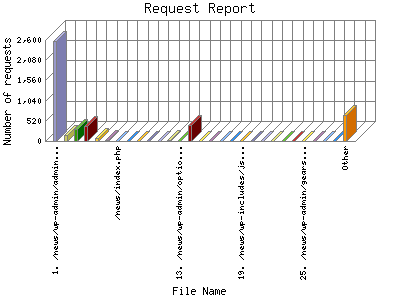 Request Report
Number of requests
2,600
2,080
1,560
1,040
520
0
1. /news/wp-admin/admin...
/news/index.php
13. /news/wp-admin/optio...
19. /news/wp-includes/js...
25. /news/wp-admin/gears...
Other
File Name